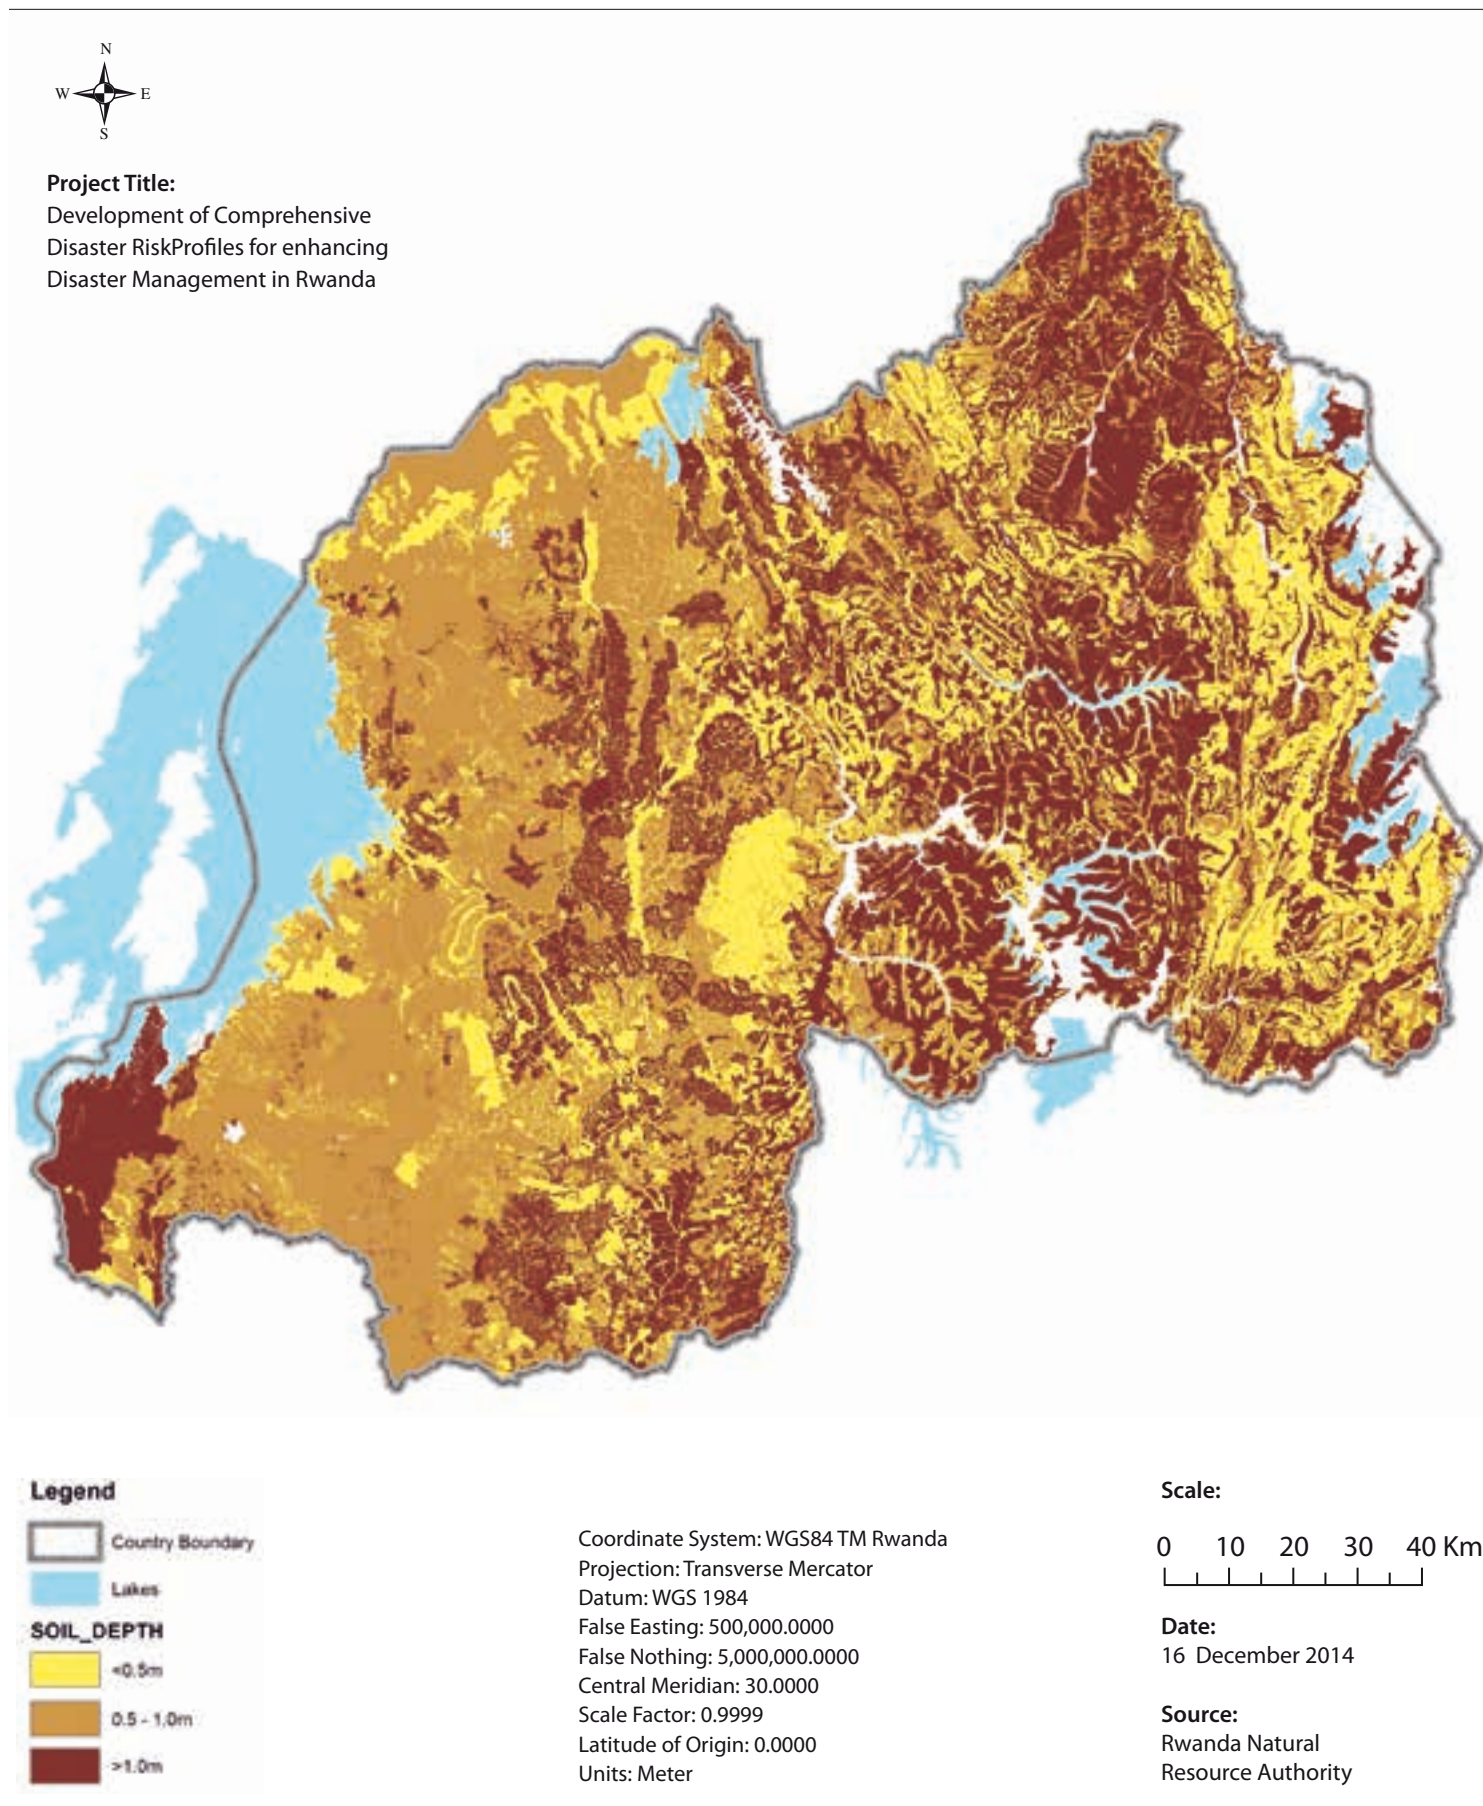 N
W E
S
Project Title:
Development of Comprehensive
Disaster RiskProfiles for enhancing
Disaster Management in Rwanda
Legend
Country Boundary
Lakes
SOIL_DEPTH
<0.5m
0.5 - 1.0m
>1.0m
Coordinate System: WGS84 TM Rwanda
Projection: Transverse Mercator
Datum: WGS 1984
False Easting: 500,000.0000
False Nothing: 5,000,000.0000
Central Meridian: 30.0000
Scale Factor: 0.9999
Latitude of Origin: 0.0000
Units: Meter
Scale:
0 10 20 30 40 Km
Date:
16 December 2014
Source:
Rwanda Natural
Resource Authority